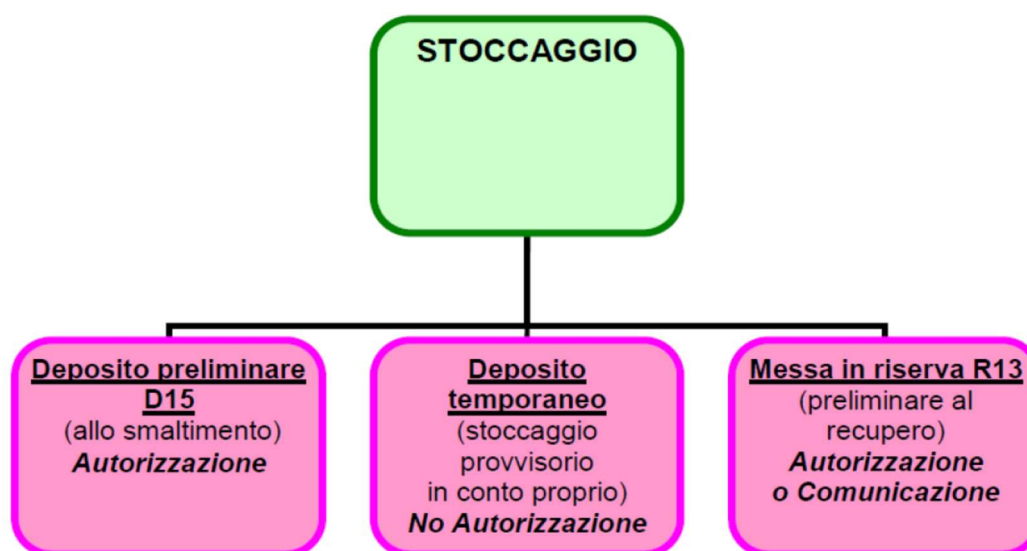 STOCCAGGIO
Deposito preliminare
D15
(allo smaltimento)
Autorizzazione
Deposito
temporaneo
(stoccaggio
provvisorio
in conto proprio)
No Autorizzazione
Messa in riserva R13
(preliminare al
recupero)
Autorizzazione
o Comunicazione